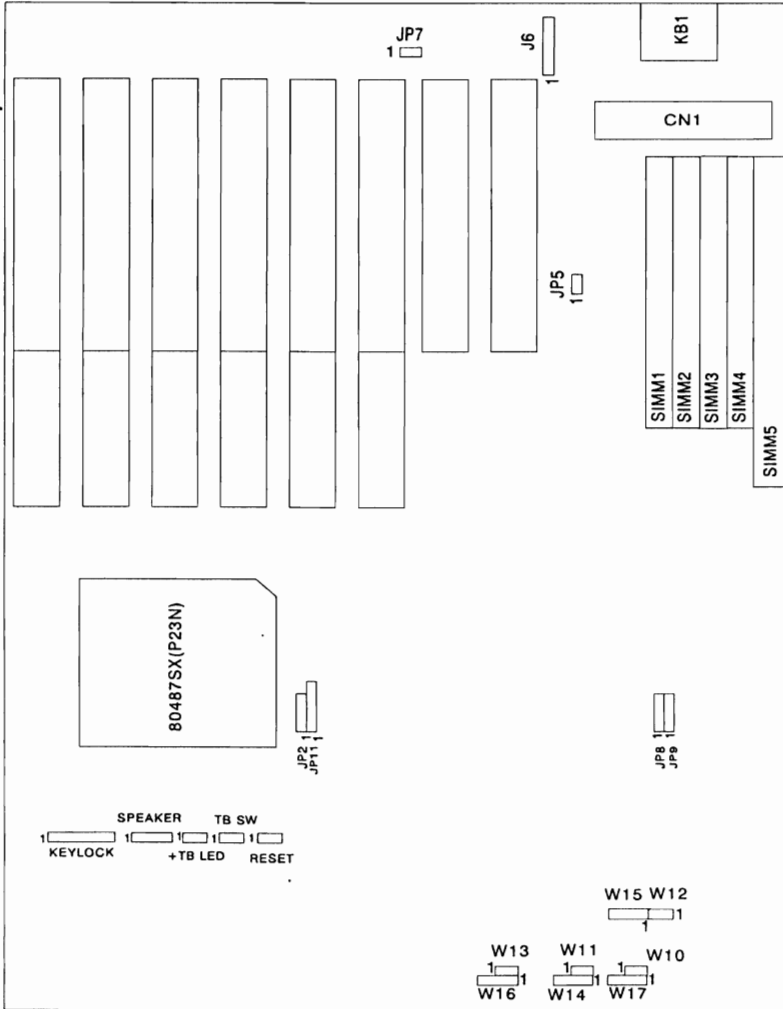 JP7
1
J6
1
KB1
CN1
JP5
1
SIMM1
SIMM2
SIMM3
SIMM4
SIMM5
80487SX(P23N)
JP2 1
JP11 1
JP8 1
JP9 1
SPEAKER TB SW
1 1 1 1 1
KEYLOCK +TB LED RESET
W15 W12
1
1
W13 W11 W10
1 1 1
1 1 1
W16 W14 W17